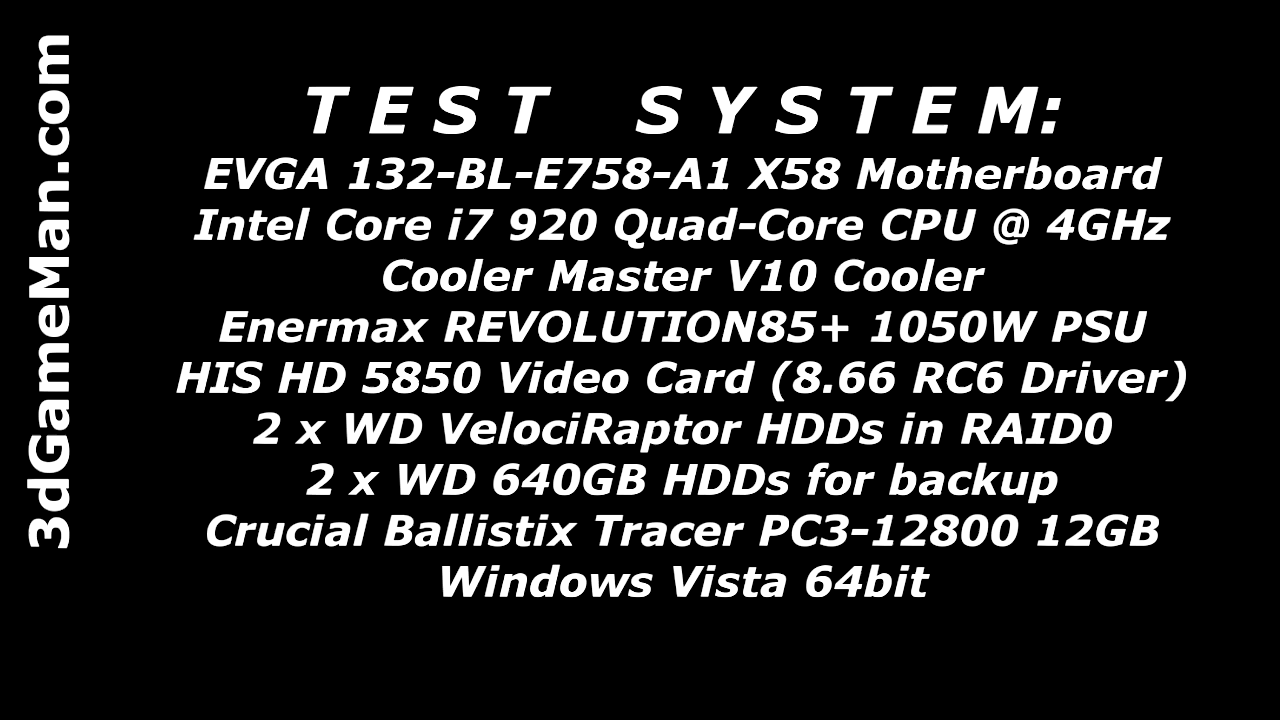 3dGameMan.com
TEST SYSTEM:
EVGA 132-BL-E758-A1 X58 Motherboard
Intel Core i7 920 Quad-Core CPU @ 4GHz
Cooler Master V10 Cooler
Enermax REVOLUTION85+ 1050W PSU
HIS HD 5850 Video Card (8.66 RC6 Driver)
2 x WD VelociRaptor HDDs in RAID0
2 x WD 640GB HDDs for backup
Crucial Ballistix Tracer PC3-12800 12GB
Windows Vista 64bit